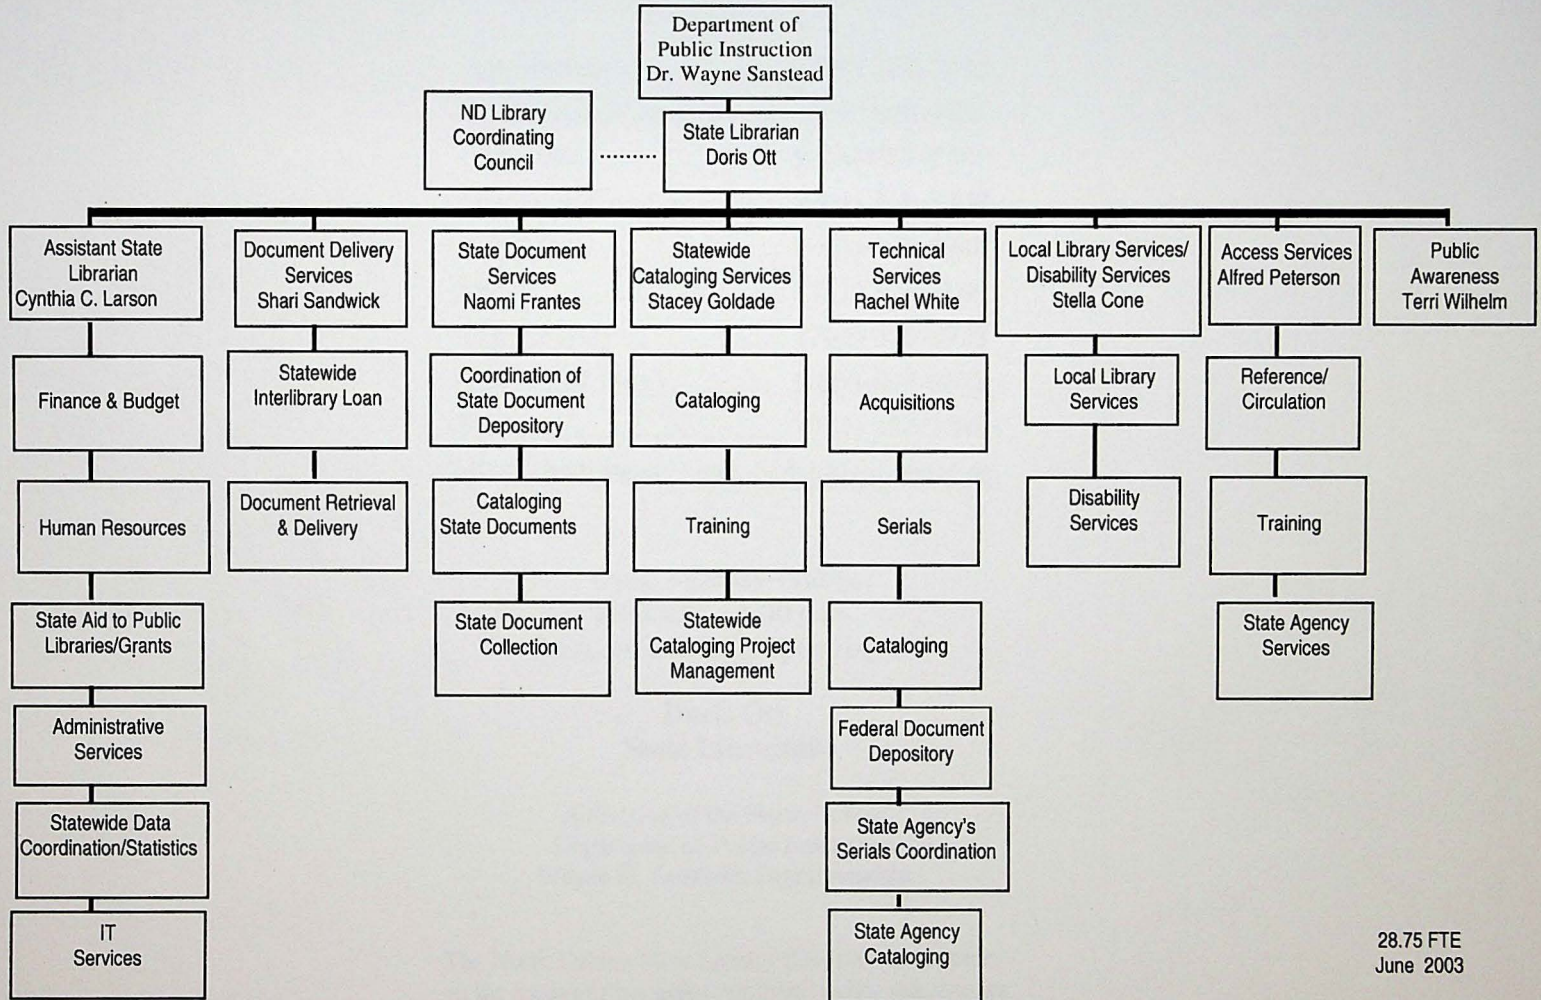 Department of
Public Instruction
Dr. Wayne Sanstead
ND Library
Coordinating
Council
State Librarian
Doris Ott
Assistant State
Librarian
Cynthia C. Larson
Finance & Budget
Human Resources
State Aid to Public
Libraries/Grants
Administrative
Services
Statewide Data
Coordination/Statistics
IT
Services
Document Delivery
Services
Shari Sandwick
Statewide
Interlibrary Loan
Document Retrieval
& Delivery
State Document
Services
Naomi Frantes
Coordination of
State Document
Depository
Cataloging
State Documents
State Document
Collection
Statewide
Cataloging Services
Stacey Goldade
Cataloging
Training
Statewide
Cataloging Project
Management
Technical
Services
Rachel White
Acquisitions
Serials
Cataloging
Federal Document
Depository
State Agency's
Serials Coordination
State Agency
Cataloging
Local Library Services/
Disability Services
Stella Cone
Local Library
Services
Disability
Services
Access Services
Alfred Peterson
Reference/
Circulation
Training
State Agency
Services
Public
Awareness
Terri Wilhelm
28.75 FTE
June 2003